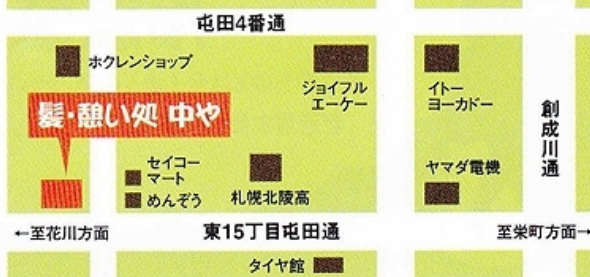 屯田4番通
ホクレンショップ
ジョイフル
エーケー
イトー
ヨーカドー
髪・憩い処 中や
創成川通
セイコー
マート
めんぞう
札幌北陵高
ヤマダ電機
←至花川方面
東15丁目屯田通
至栄町方面→
タイヤ館